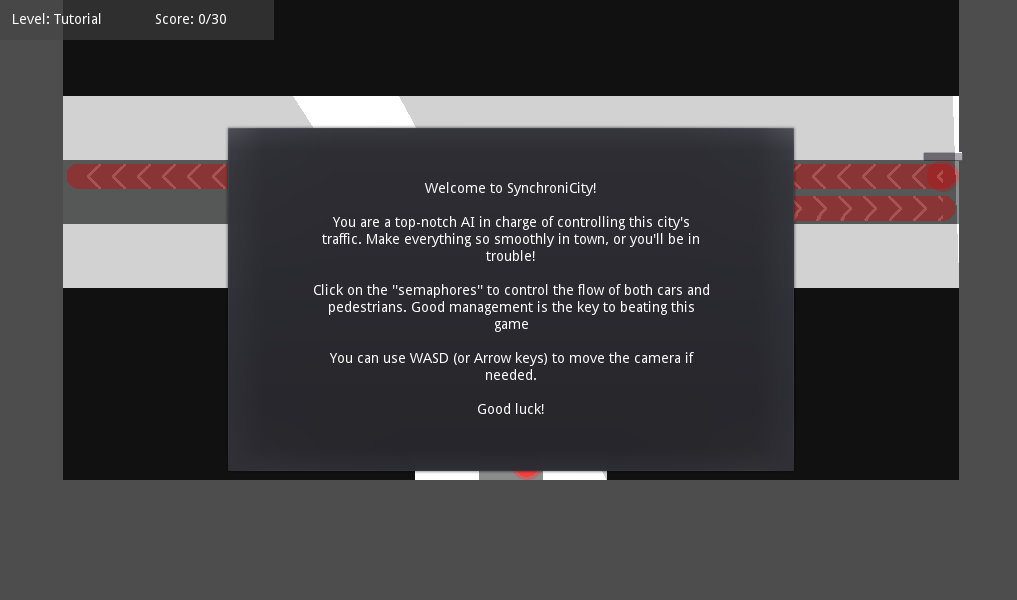 Level: Tutorial Score: 0/30
Welcome to SynchroniCity!
You are a top-notch AI in charge of controlling this city's
traffic. Make everything so smoothly in town, or you'll be in
trouble!
Click on the "semaphores" to control the flow of both cars and
pedestrians. Good management is the key to beating this
game
You can use WASD (or Arrow keys) to move the camera if
needed.
Good luck!